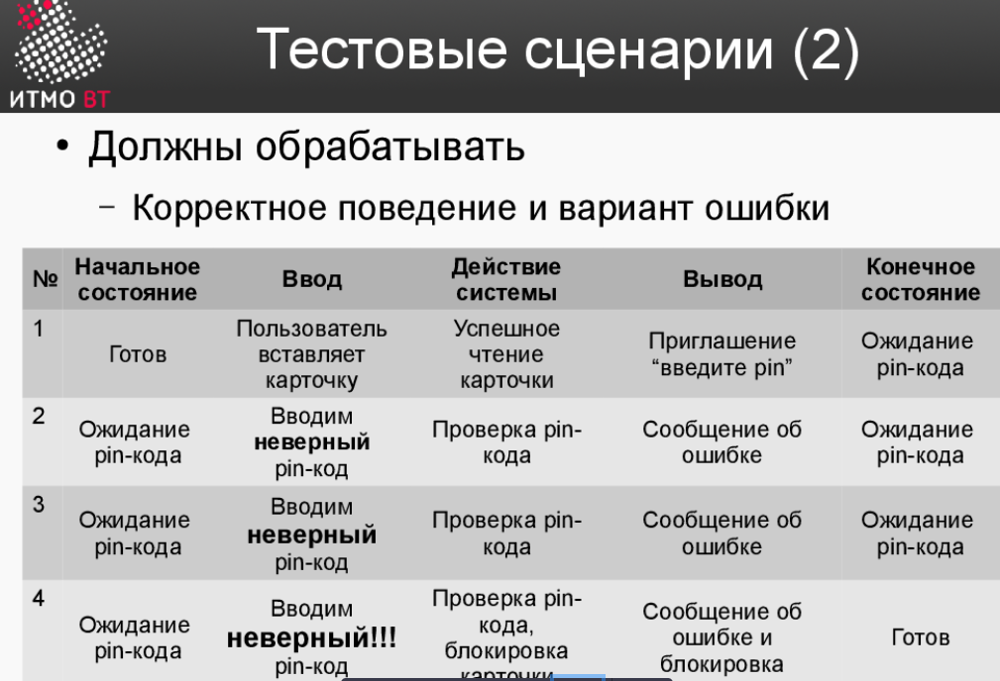 ИТМО ВТ
Тестовые сценарии (2)
• Должны обрабатывать
– Корректное поведение и вариант ошибки
№
Начальное
состояние
Ввод
Действие
системы
Вывод
Конечное
состояние
1
Готов
Пользователь
вставляет
карточку
Успешное
чтение
карточки
Приглашение
“введите pin”
Ожидание
pin-кода
2
Ожидание
pin-кода
Вводим
неверный
pin-код
Проверка pin-
кода
Сообщение об
ошибке
Ожидание
pin-кода
3
Ожидание
pin-кода
Вводим
неверный
pin-код
Проверка pin-
кода
Сообщение об
ошибке
Ожидание
pin-кода
4
Ожидание
pin-кода
Вводим
неверный!!!
pin-код
Проверка pin-
кода,
блокировка
карточки
Сообщение об
ошибке и
блокировка
Готов